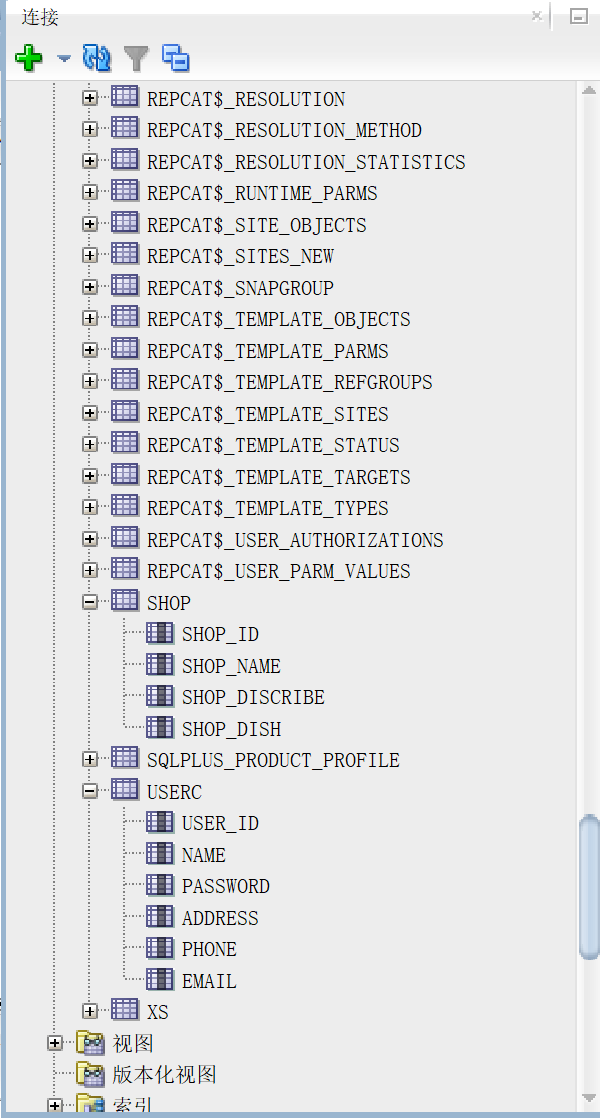 连接
REPCAT$_RESOLUTION
REPCAT$_RESOLUTION_METHOD
REPCAT$_RESOLUTION_STATISTICS
REPCAT$_RUNTIME_PARMS
REPCAT$_SITE_OBJECTS
REPCAT$_SITES_NEW
REPCAT$_SNAPGROUP
REPCAT$_TEMPLATE_OBJECTS
REPCAT$_TEMPLATE_PARMS
REPCAT$_TEMPLATE_REFGROUPS
REPCAT$_TEMPLATE_SITES
REPCAT$_TEMPLATE_STATUS
REPCAT$_TEMPLATE_TARGETS
REPCAT$_TEMPLATE_TYPES
REPCAT$_USER_AUTHORIZATIONS
REPCAT$_USER_PARM_VALUES
SHOP
SHOP_ID
SHOP_NAME
SHOP_DISCRIBE
SHOP_DISH
SQLPLUS_PRODUCT_PROFILE
USERC
USER_ID
NAME
PASSWORD
ADDRESS
PHONE
EMAIL
XS
视图
版本化视图
索引